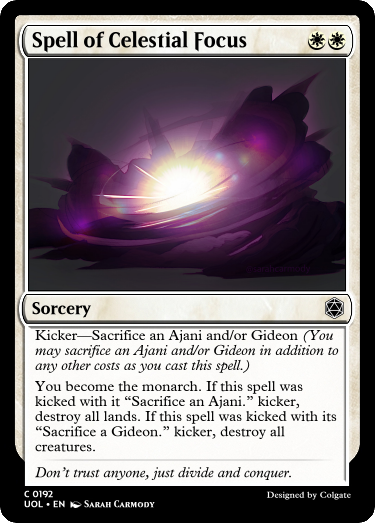 Spell of Celestial Focus
Sorcery
Kicker—Sacrifice an Ajani and/or Gideon (You
may sacrifice an Ajani and/or Gideon in addition to
any other costs as you cast this spell.)
You become the monarch. If this spell was
kicked with it “Sacrifice an Ajani.” kicker,
destroy all lands. If this spell was kicked with its
“Sacrifice a Gideon.” kicker, destroy all
creatures.
Don't trust anyone, just divide and conquer.
C 0192
UOL • EN Sarah Carmody
Designed by Colgate